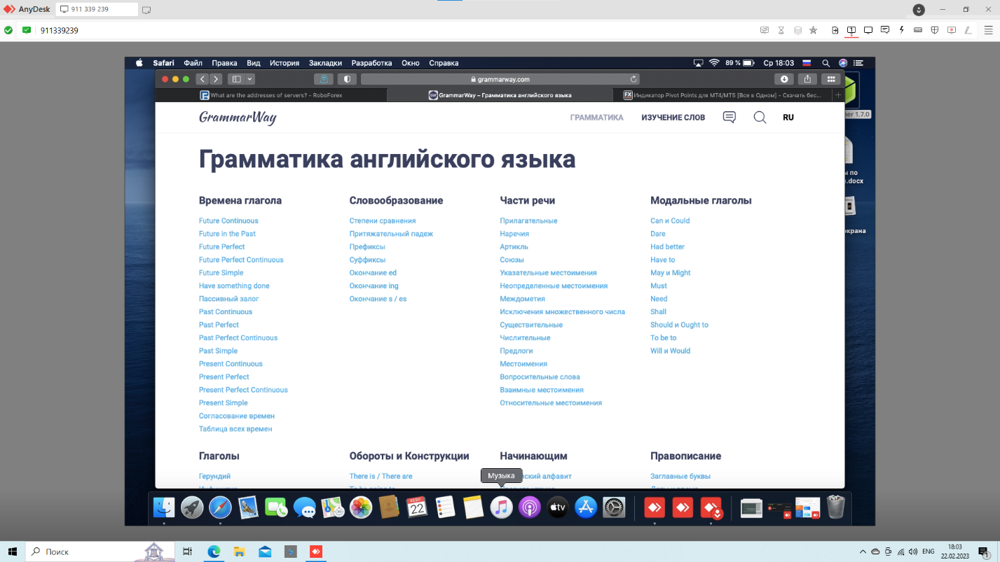 AnyDesk
911 339 239
911339239
Safari Файл Правка Вид История Закладки Разработка Окно Справка
89 % Ср 18:03
grammarway.com
What are the addresses of servers? - RoboForex
GW GrammarWay – Грамматика английского языка
FX Индикатор Pivot Points для MT4/MT5 [Все в Одном] - Скачать бес...
GrammarWay
ГРАММАТИКА ИЗУЧЕНИЕ СЛОВ RU
ner 1.7.0
Грамматика английского языка
ы по
.docx
экрана
Времена глагола
Future Continuous
Future in the Past
Future Perfect
Future Perfect Continuous
Future Simple
Have something done
Пассивный залог
Past Continuous
Past Perfect
Past Perfect Continuous
Past Simple
Present Continuous
Present Perfect
Present Perfect Continuous
Present Simple
Согласование времен
Таблица всех времен
Словообразование
Степени сравнения
Притяжательный падеж
Префиксы
Суффиксы
Окончание ed
Окончание ing
Окончание s / es
Части речи
Прилагательные
Наречия
Артикль
Союзы
Указательные местоимения
Неопределенные местоимения
Междометия
Исключения множественного числа
Существительные
Числительные
Предлоги
Местоимения
Вопросительные слова
Взаимные местоимения
Относительные местоимения
Модальные глаголы
Can и Could
Dare
Had better
Have to
May и Might
Must
Need
Shall
Should и Ought to
To be to
Will и Would
Глаголы
Герундий
Обороты и Конструкции
There is / There are
Начинающим
алфавит
Правописание
Заглавные буквы
Музыка
ФЕВР
22
tv
Поиск
ENG
18:03
22.02.2023
1